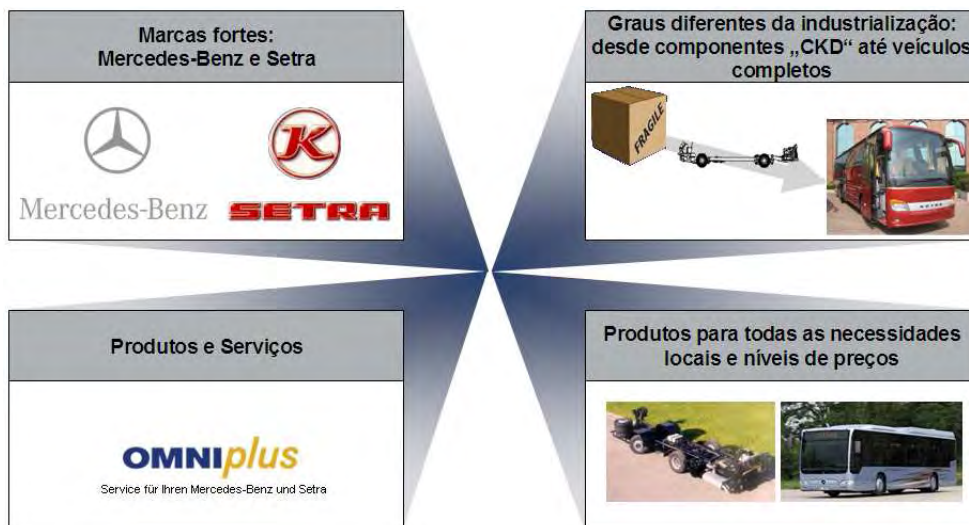 Marcas fortes:
Mercedes-Benz e Setra
Mercedes-Benz
K
SETRA
Graus diferentes da industrialização:
desde componentes „CKD“ até veículos
completos
FRAGILE
Produtos e Serviços
OMNIplus
Service für Ihren Mercedes-Benz und Setra
Produtos para todas as necessidades
locais e níveis de preços